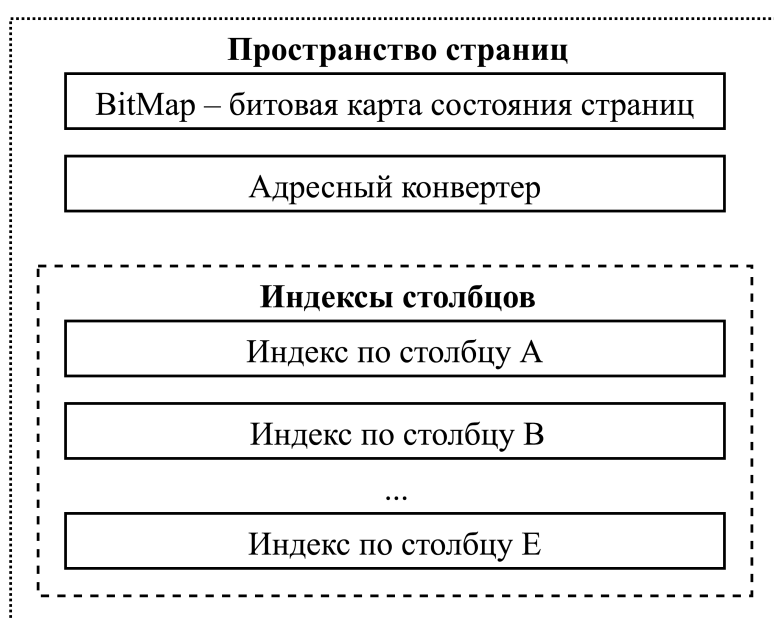 Пространство страниц
BitMap – битовая карта состояния страниц
Адресный конвертер
Индексы столбцов
Индекс по столбцу A
Индекс по столбцу B
...
Индекс по столбцу E